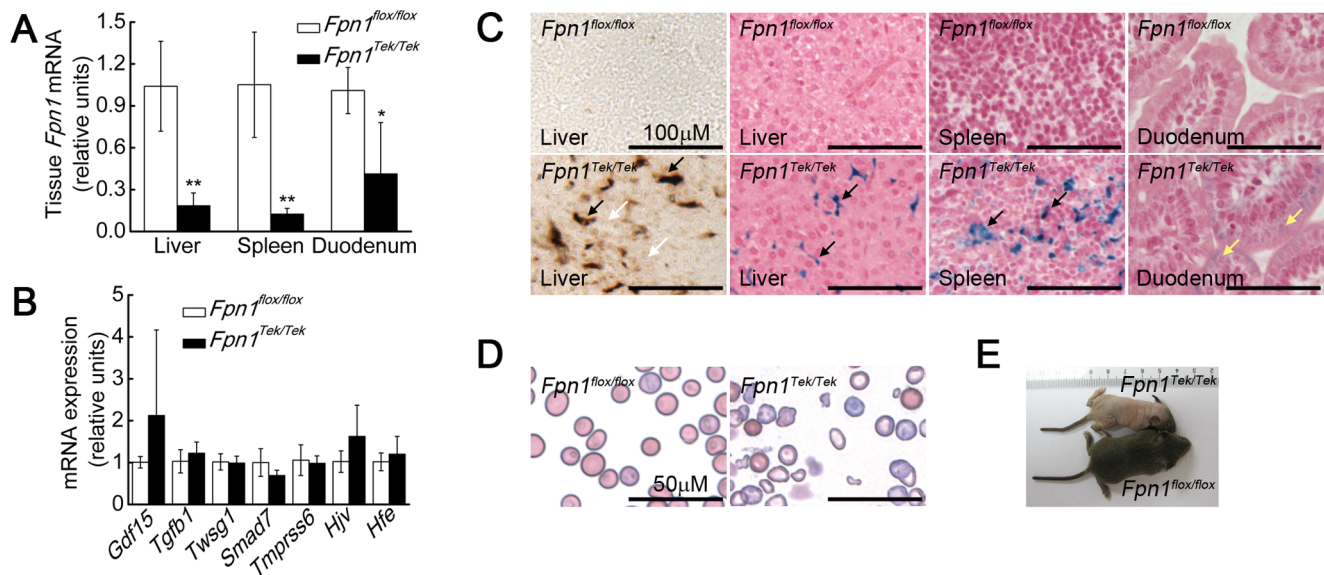 A
Fpn1flox/flox
Fpn1Tek/Tek
Tissue Fpn1 mRNA
(relative units)
1.5
1.2
0.9
0.6
0.3
0.0
**
**
*
Liver
Spleen
Duodenum
B
Fpn1flox/flox
Fpn1Tek/Tek
mRNA expression
(relative units)
5
4
3
2
1
0
Gdf15
Tgfb1
Twsg1
Smad7
Tmprss6
Hjv
Hfe
C
Fpn1flox/flox
Liver
100μM
Fpn1flox/flox
Liver
Fpn1flox/flox
Spleen
Fpn1flox/flox
Duodenum
Fpn1Tek/Tek
Liver
Fpn1Tek/Tek
Liver
Fpn1Tek/Tek
Spleen
Fpn1Tek/Tek
Duodenum
D
Fpn1flox/flox
50μM
Fpn1Tek/Tek
E
Fpn1Tek/Tek
Fpn1flox/flox